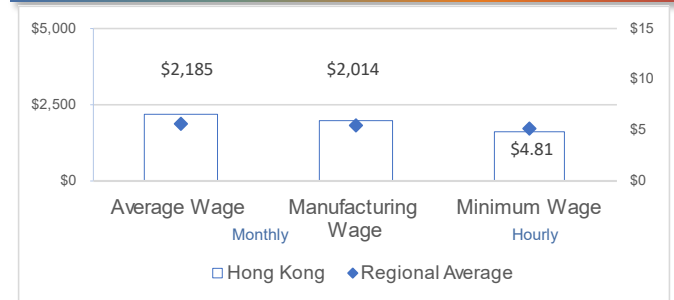 $5,000
$15
$2,185
$2,014
$10
$2,500
$5
$4.81
$0
$0
Average Wage
Manufacturing Wage
Minimum Wage
Monthly
Hourly
Hong Kong
Regional Average